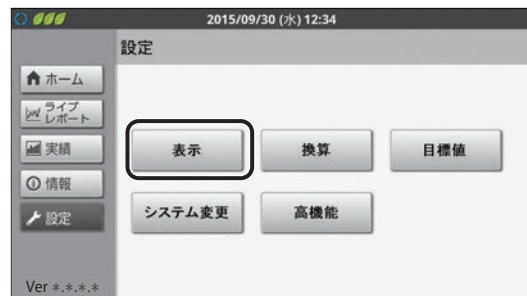 2015/09/30 (水) 12:34
設定
ホーム
ライブ
レポート
実績
情報
設定
表示
換算
目標値
システム変更
高機能
Ver *.*.*.*